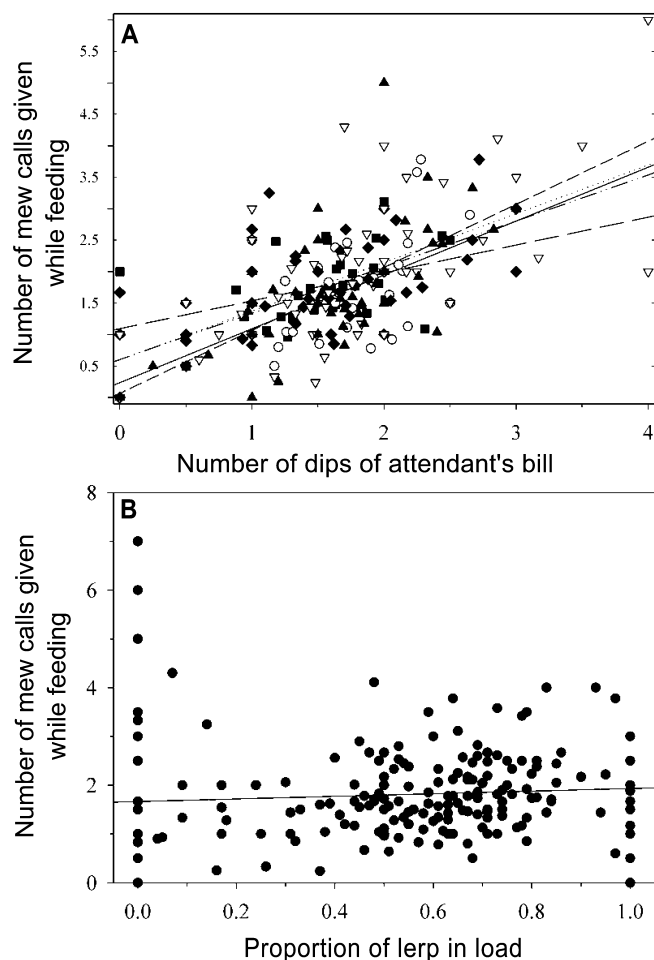 A
5.5
4.5
3.5
2.5
1.5
0.5
Number of mew calls given
while feeding
0 1 2 3 4
Number of dips of attendant's bill
B
8
6
4
2
0
Number of mew calls given
while feeding
0.0 0.2 0.4 0.6 0.8 1.0
Proportion of lerp in load